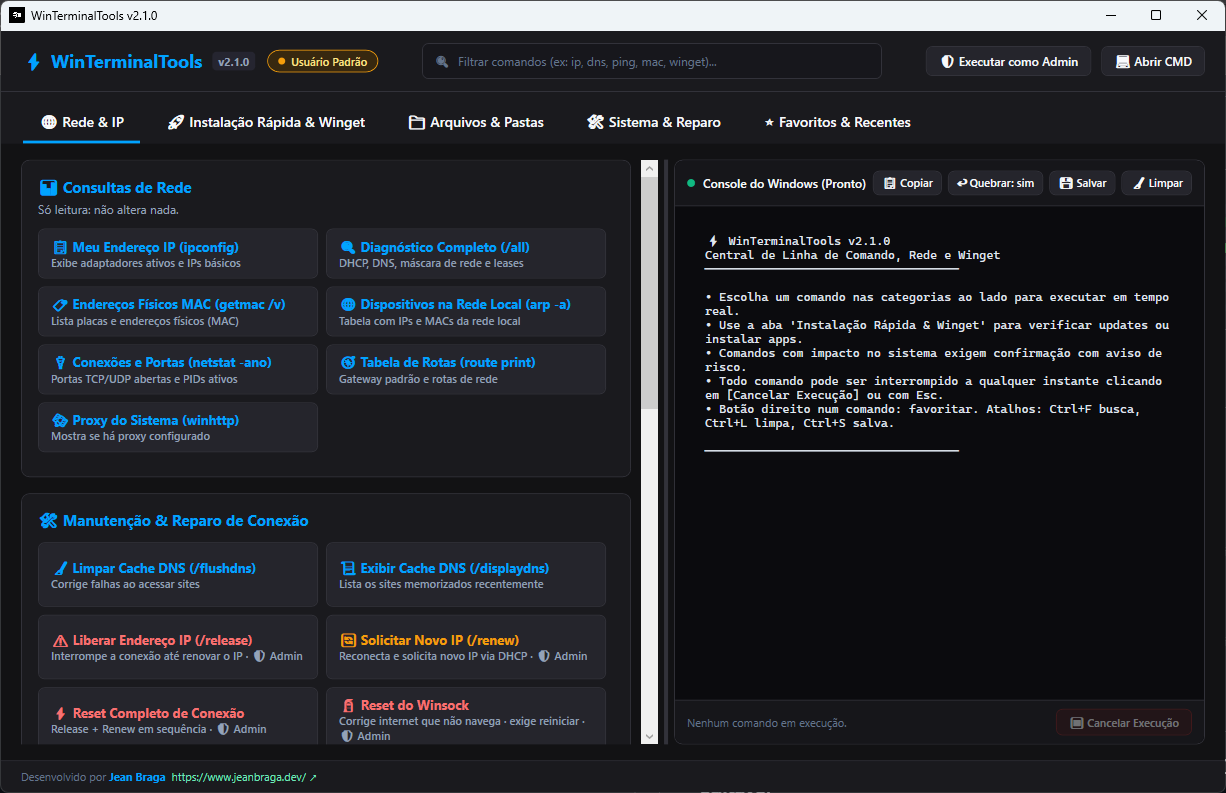 WinTerminalTools v2.1.0
WinTerminalTools v2.1.0 Usuário Padrão
Filtrar comandos (ex: ip, dns, ping, mac, winget)...
Executar como Admin
Abrir CMD
Rede & IP
Instalação Rápida & Winget
Arquivos & Pastas
Sistema & Reparo
★ Favoritos & Recentes
Consultas de Rede
Só leitura: não altera nada.
Meu Endereço IP (ipconfig)
Exibe adaptadores ativos e IPs básicos
Diagnóstico Completo (/all)
DHCP, DNS, máscara de rede e leases
Endereços Físicos MAC (getmac /v)
Lista placas e endereços físicos (MAC)
Dispositivos na Rede Local (arp -a)
Tabela com IPs e MACs da rede local
Conexões e Portas (netstat -ano)
Portas TCP/UDP abertas e PIDs ativos
Tabela de Rotas (route print)
Gateway padrão e rotas de rede
Proxy do Sistema (winhttp)
Mostra se há proxy configurado
Manutenção & Reparo de Conexão
Limpar Cache DNS (/flushdns)
Corrige falhas ao acessar sites
Exibir Cache DNS (/displaydns)
Lista os sites memorizados recentemente
Liberar Endereço IP (/release)
Interrompe a conexão até renovar o IP · Admin
Solicitar Novo IP (/renew)
Reconecta e solicita novo IP via DHCP · Admin
Reset Completo de Conexão
Release + Renew em sequência · Admin
Reset do Winsock
Corrige internet que não navega · exige reiniciar ·
Admin
Console do Windows (Pronto)
Copiar
Quebrar: sim
Salvar
Limpar
WinTerminalTools v2.1.0
Central de Linha de Comando, Rede e Winget
• Escolha um comando nas categorias ao lado para executar em tempo
real.
• Use a aba 'Instalação Rápida & Winget' para verificar updates ou
instalar apps.
• Comandos com impacto no sistema exigem confirmação com aviso de
risco.
• Todo comando pode ser interrompido a qualquer instante clicando
em [Cancelar Execução] ou com Esc.
• Botão direito num comando: favoritar. Atalhos: Ctrl+F busca,
Ctrl+L limpa, Ctrl+S salva.
Nenhum comando em execução.
Cancelar Execução
Desenvolvido por Jean Braga https://www.jeanbraga.dev/ ↗